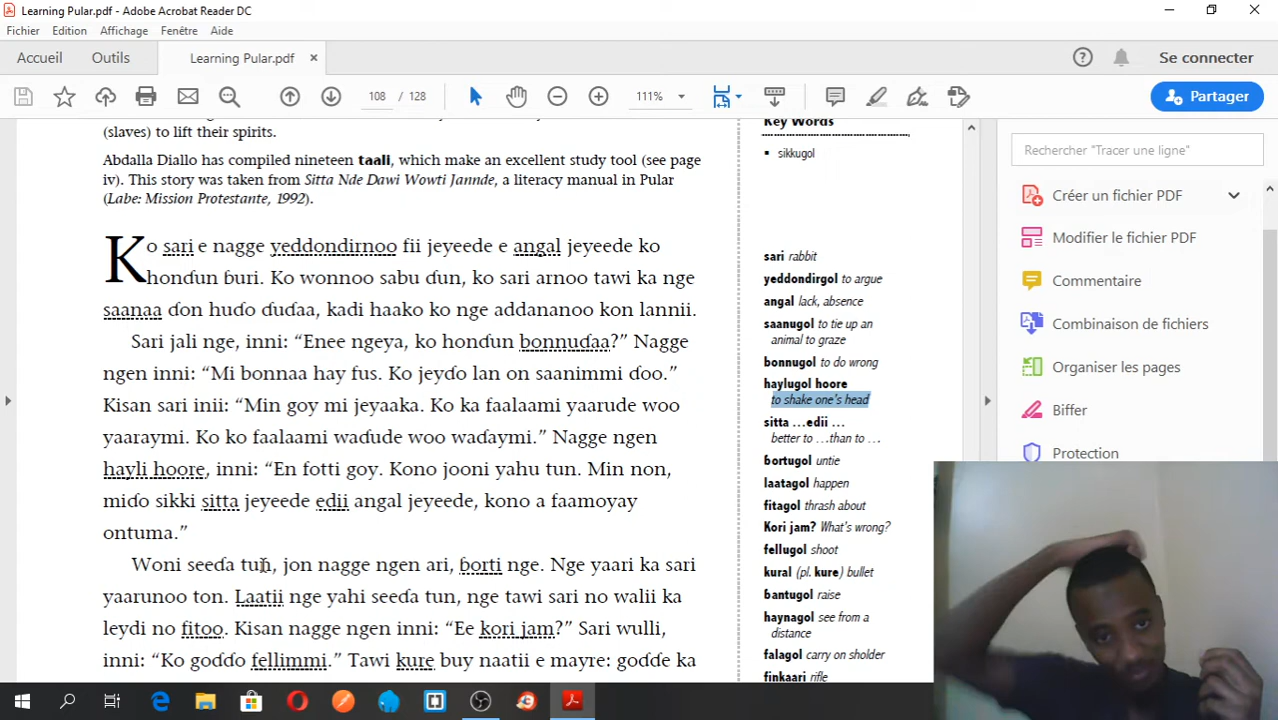 Learning Pular.pdf - Adobe Acrobat Reader DC
Fichier Edition Affichage Fenêtre Aide
Accueil Outils Learning Pular.pdf × Se connecter
108 / 128 111% Partager
(slaves) to lift their spirits.
Abdalla Diallo has compiled nineteen taali, which make an excellent study tool (see page
iv). This story was taken from Sitta Nde Dawi Wowti Jannde, a literacy manual in Pular
(Labe: Mission Protestante, 1992).
Ko sari e nagge yeddondirnoo fii jeyeede e angal jeyeede ko
honɗun ɓuri. Ko wonnoo sabu ɗun, ko sari arnoo tawi ka nge
saanaa ɗon huɗo ɗuɗaa, kadi haako ko nge addananoo kon lannii.
Sari jali nge, inni: “Enee ngeya, ko honɗun bonnuɗaa?” Nagge
ngen inni: “Mi bonnaa hɩy fus. Ko jeyɗo lan on saanimmi ɗoo.”
Kisan sari inii: “Min goy mi jeyaaka. Ko ka faalaami yaarude woo
yaaraymi. Ko ko faalaami waɗude woo waɗaymi.” Nagge ngen
hayli hoore, inni: “En fotti goy. Kono jooni yahu tun. Min non,
miɗo sikki sitta jeyeede edii angal jeyeede, kono a faamoyay
ontuma.”
Woni seeɗa tun, jon nagge ngen ari, ɓorti nge. Nge yaari ka sari
yaarunoo ton. Laatii nge yahi seeɗa tun, nge tawi sari no walii ka
leydi no fitoo. Kisan nagge ngen inni: “Ee kori jam?” Sari wulli,
inni: “Ko goɗɗo fellimmi.” Tawi kure buy naatii e mayre: goɗɗe ka
Key Words
▪ sikkugol
sari rabbit
yeddondirgol to argue
angal lack, absence
saanugol to tie up an
animal to graze
bonnugol to do wrong
haylugol hoore
to shake one’s head
sitta …edii …
better to …than to …
ɓortugol untie
laatagol happen
fitagol thrash about
Kori jam? What’s wrong?
fellugol shoot
kural (pl. kure) bullet
bantugol raise
haynagol see from a
distance
falagol carry on sholder
finkaari rifle
Rechercher "Tracer une ligne"
Créer un fichier PDF
Modifier le fichier PDF
Commentaire
Combinaison de fichiers
Organiser les pages
Biffer
Protection